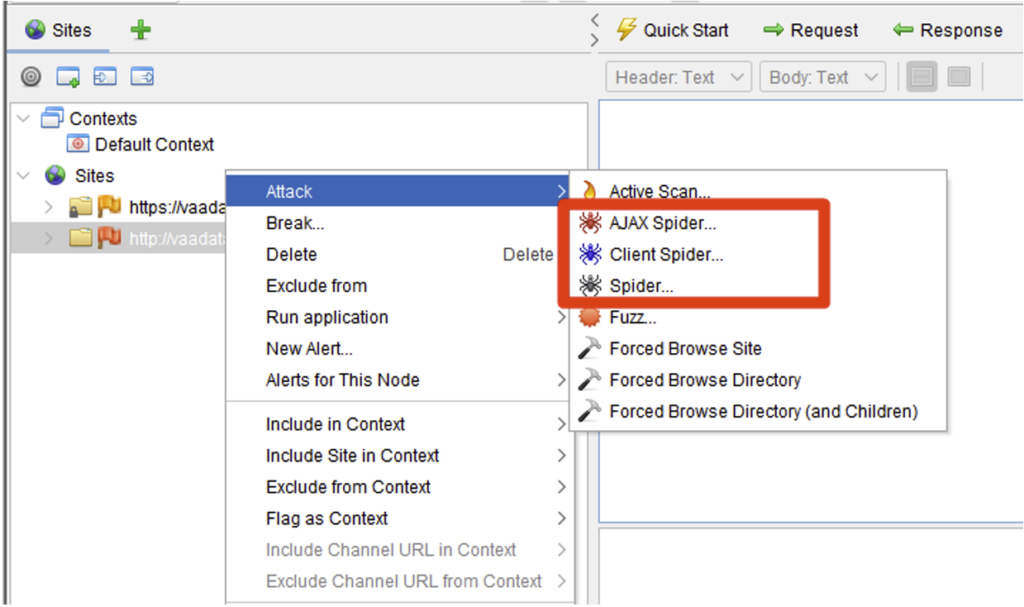 Sites
Quick Start
Request
Response
Header: Text
Body: Text
Contexts
Default Context
Sites
https://vaada
http://vaadat
Attack
Break...
Delete Delete
Exclude from
Run application
New Alert...
Alerts for This Node
Include in Context
Include Site in Context
Exclude from Context
Flag as Context
Include Channel URL in Context
Exclude Channel URL from Context
Active Scan...
AJAX Spider...
Client Spider...
Spider...
Fuzz...
Forced Browse Site
Forced Browse Directory
Forced Browse Directory (and Children)